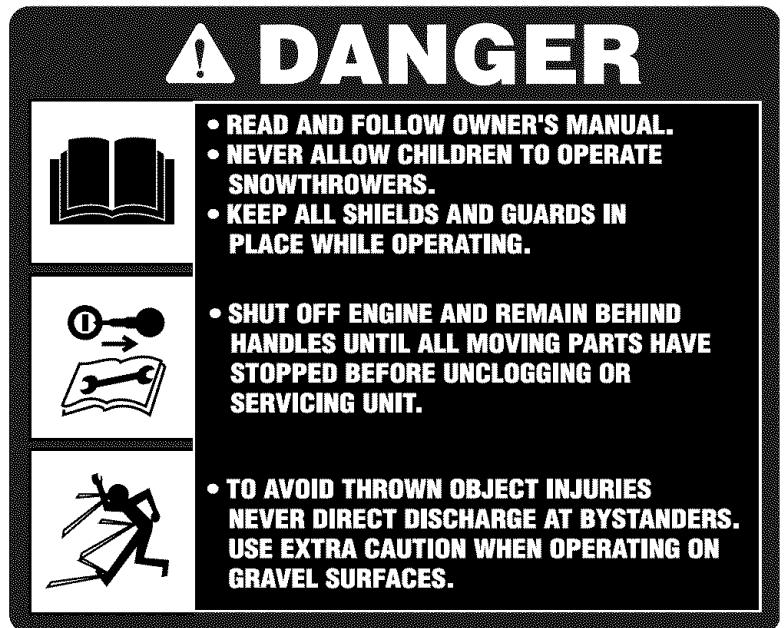 DANGER
• READ AND FOLLOW OWNER'S MANUAL.
• NEVER ALLOW CHILDREN TO OPERATE
SNOWTHROWERS.
• KEEP ALL SHIELDS AND GUARDS IN
PLACE WHILE OPERATING.
• SHUT OFF ENGINE AND REMAIN BEHIND
HANDLES UNTIL ALL MOVING PARTS HAVE
STOPPED BEFORE UNCLOGGING OR
SERVICING UNIT.
• TO AVOID THROWN OBJECT INJURIES
NEVER DIRECT DISCHARGE AT BYSTANDERS.
USE EXTRA CAUTION WHEN OPERATING ON
GRAVEL SURFACES.